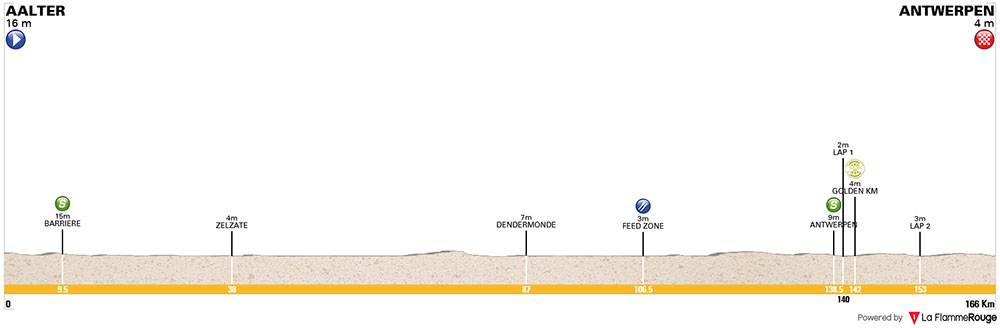 AALTER
16 m
ANTWERPEN
4 m
S
15m
BARRIERE
4m
ZELZATE
7m
DENDERMONDE
3m
FEED ZONE
S
9m
ANTWERPEN
2m
LAP 1
4m
GOLDEN KM
3m
LAP 2
9.5
38
87
106.5
138.5
142
153
0
140
166 Km
Powered by La FlammeRouge